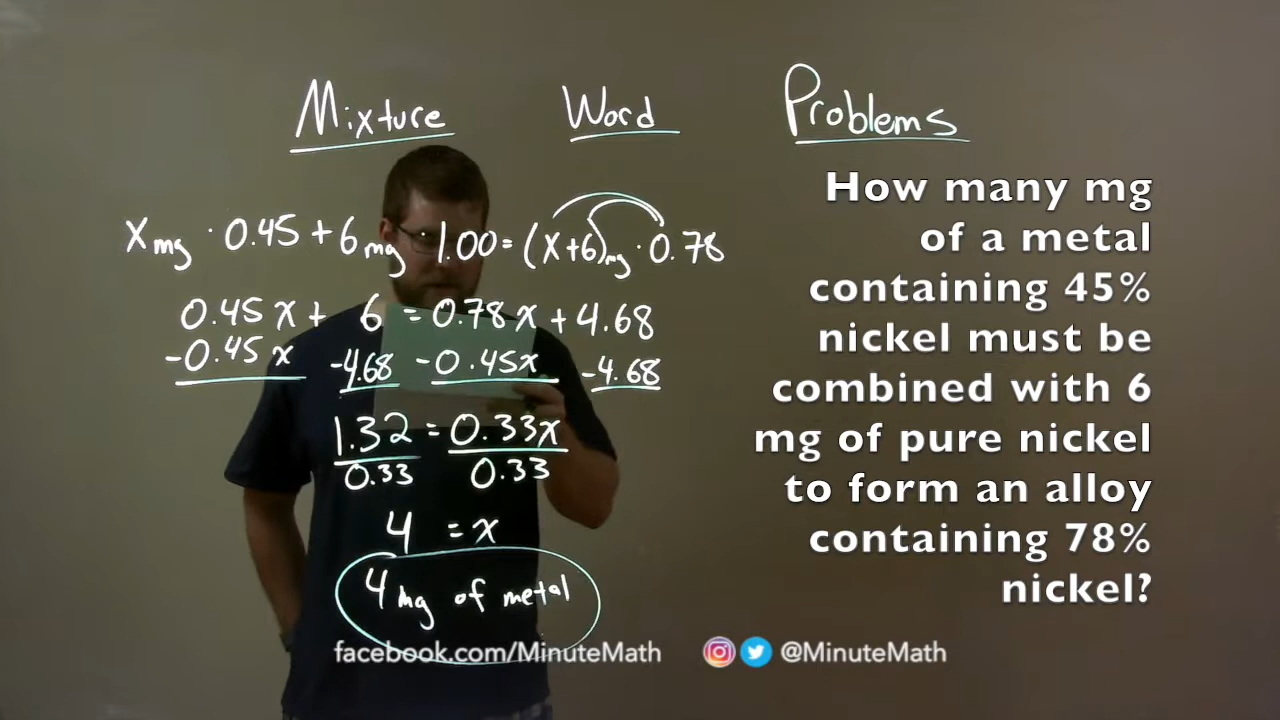 Mixture Word Problems
x mg · 0.45 + 6 mg 1.00 = (x+6) mg · 0.78
0.45x + 6 = 0.78x + 4.68
-0.45x -4.68 -0.45x -4.68
1.32 = 0.33x
0.33 0.33
4 = x
4 mg of metal
How many mg
of a metal
containing 45%
nickel must be
combined with 6
mg of pure nickel
to form an alloy
containing 78%
nickel?
facebook.com/MinuteMath @MinuteMath